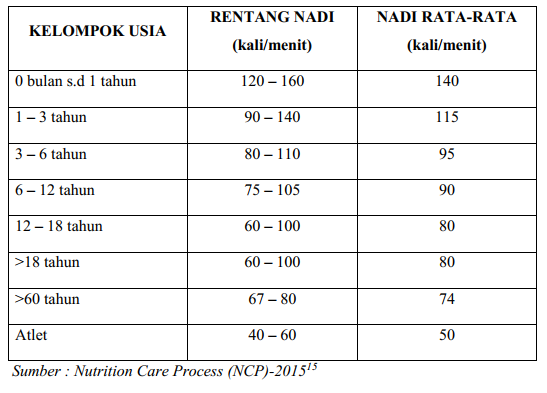 KELOMPOK USIA RENTANG NADI (kali/menit) NADI RATA-RATA (kali/menit)
0 bulan s.d 1 tahun 120 – 160 140
1 – 3 tahun 90 – 140 115
3 – 6 tahun 80 – 110 95
6 – 12 tahun 75 – 105 90
12 – 18 tahun 60 – 100 80
>18 tahun 60 – 100 80
>60 tahun 67 – 80 74
Atlet 40 – 60 50
Sumber : Nutrition Care Process (NCP)-2015¹⁵